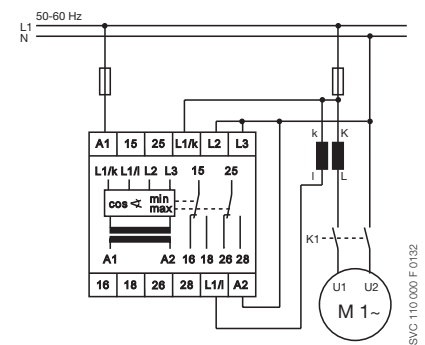 50-60 Hz
L1
N
k K
l L
A1 15 25 L1/k L2 L3
L1/k L1/l L2 L3 15 25
cos ∢ min
max
A1 A2 16 18 26 28
16 18 26 28 L1/l A2
K1
U1 U2
M 1~
SVC 110 000 F 0132